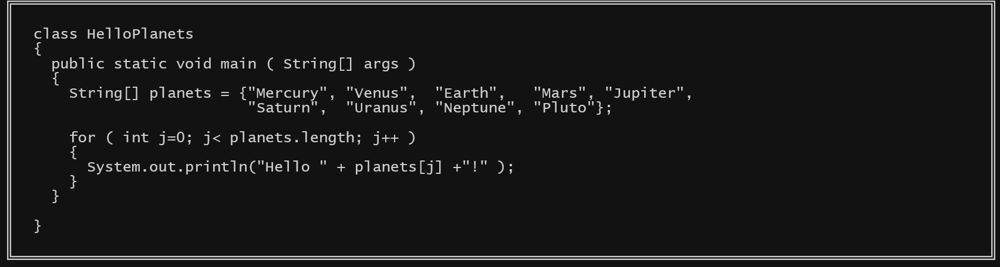 class HelloPlanets
{
  public static void main ( String[] args )
  {
    String[] planets = {"Mercury", "Venus",  "Earth",   "Mars", "Jupiter",
                        "Saturn",  "Uranus", "Neptune", "Pluto"};

    for ( int j=0; j< planets.length; j++ )
    {
      System.out.println("Hello " + planets[j] +"!" );
    }
  }

}